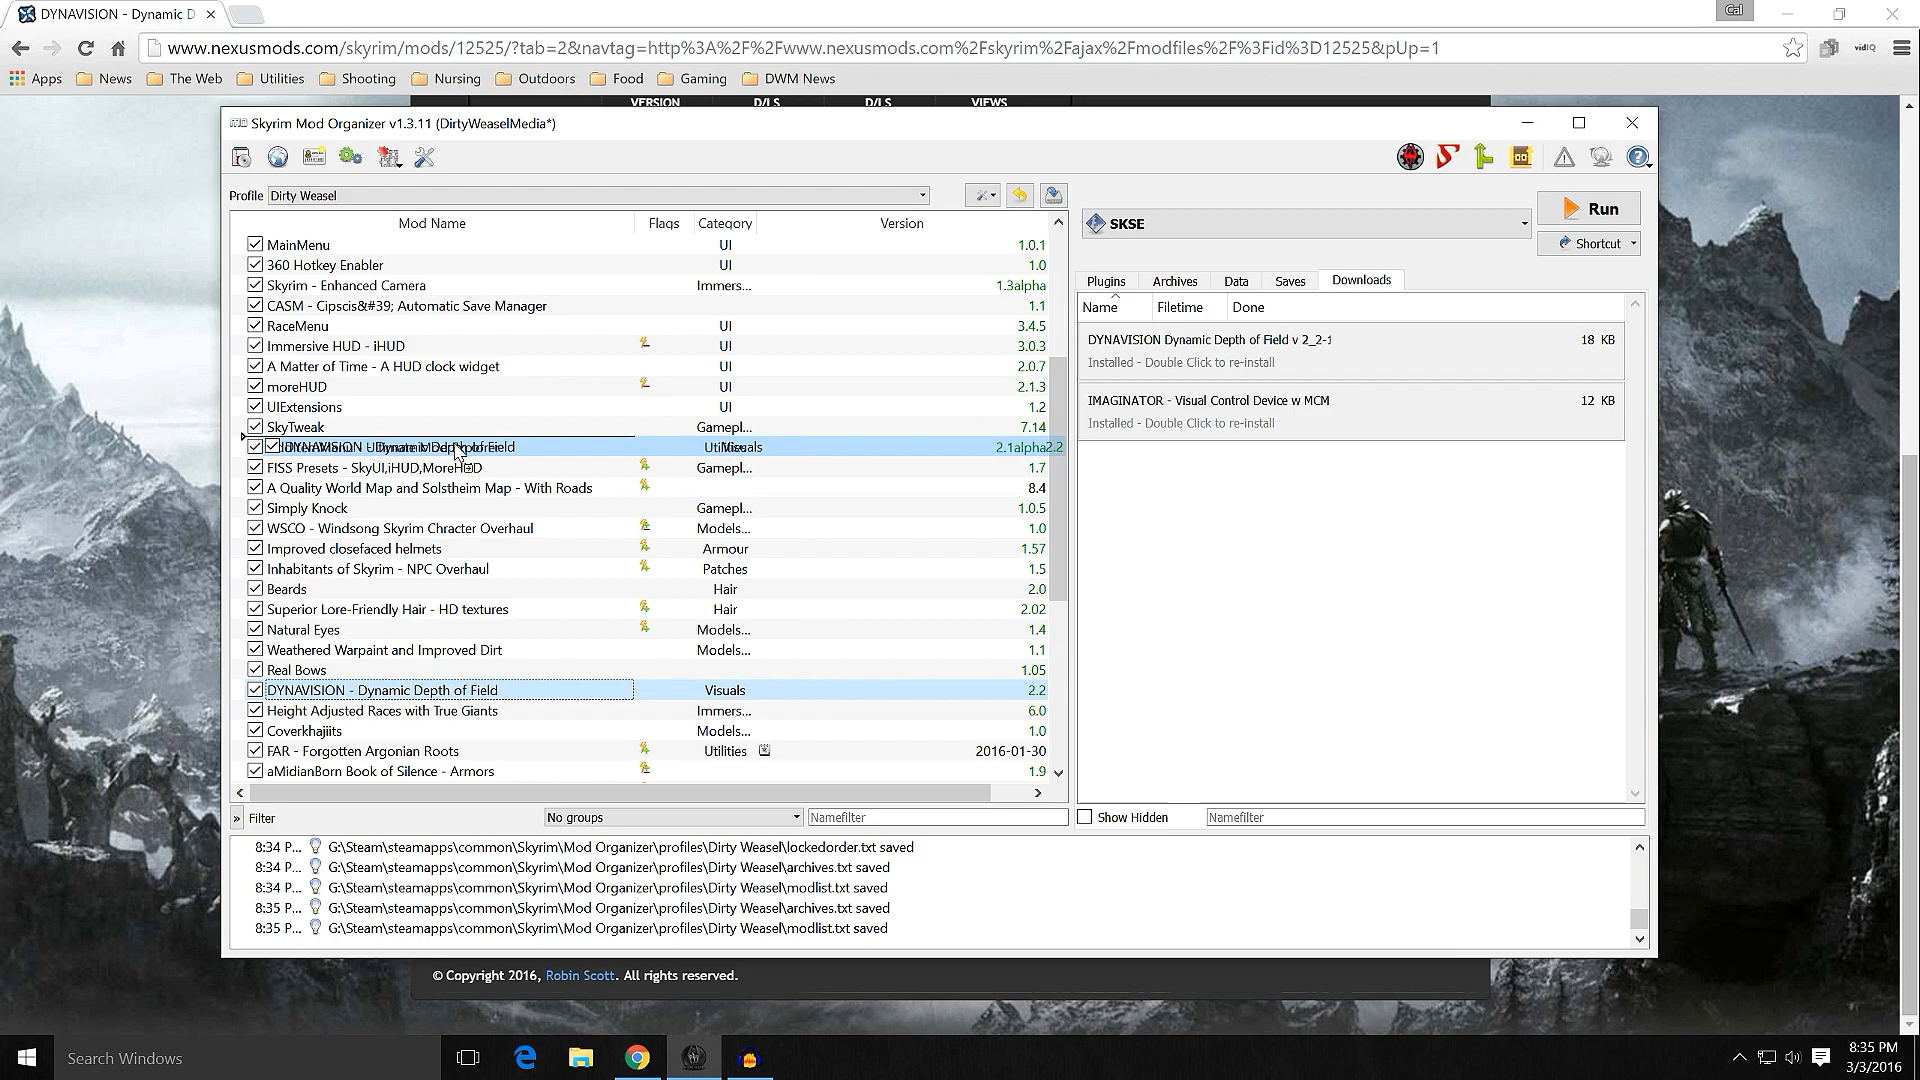 DYNAVISION - Dynamic D
Cal
www.nexusmods.com/skyrim/mods/12525/?tab=2&navtag=http%3A%2F%2Fwww.nexusmods.com%2Fskyrim%2Fajax%2Fmodfiles%2F%3Fid%3D12525&pUp=1
vidIQ
Apps News The Web Utilities Shooting Nursing Outdoors Food Gaming DWM News
VERSION D/LS D/LS VIEWS
Skyrim Mod Organizer v1.3.11 (DirtyWeaselMedia*)
Profile Dirty Weasel
Mod Name Flags Category Version
MainMenu UI 1.0.1
360 Hotkey Enabler UI 1.0
Skyrim - Enhanced Camera Immers... 1.3alpha
CASM - Cipscis&#39; Automatic Save Manager 1.1
RaceMenu UI 3.4.5
Immersive HUD - iHUD UI 3.0.3
A Matter of Time - A HUD clock widget UI 2.0.7
moreHUD UI 2.1.3
UIExtensions UI 1.2
SkyTweak Gamepl... 7.14
DYNAVISION - Dynamic Depth of Field Visuals 2.1alpha 2.2
FISS Presets - SkyUI,iHUD,MoreHUD Gamepl... 1.7
A Quality World Map and Solstheim Map - With Roads 8.4
Simply Knock Gamepl... 1.0.5
WSCO - Windsong Skyrim Chracter Overhaul Models... 1.0
Improved closefaced helmets Armour 1.57
Inhabitants of Skyrim - NPC Overhaul Patches 1.5
Beards Hair 2.0
Superior Lore-Friendly Hair - HD textures Hair 2.02
Natural Eyes Models... 1.4
Weathered Warpaint and Improved Dirt Models... 1.1
Real Bows 1.05
DYNAVISION - Dynamic Depth of Field Visuals 2.2
Height Adjusted Races with True Giants Immers... 6.0
Coverkhajiits Models... 1.0
FAR - Forgotten Argonian Roots Utilities 2016-01-30
aMidianBorn Book of Silence - Armors 1.9
» Filter No groups Namefilter
SKSE
Run
Shortcut
Plugins Archives Data Saves Downloads
Name Filetime Done
DYNAVISION Dynamic Depth of Field v 2_2-1 18 KB
Installed - Double Click to re-install
IMAGINATOR - Visual Control Device w MCM 12 KB
Installed - Double Click to re-install
Show Hidden Namefilter
8:34 P... G:\Steam\steamapps\common\Skyrim\Mod Organizer\profiles\Dirty Weasel\lockedorder.txt saved
8:34 P... G:\Steam\steamapps\common\Skyrim\Mod Organizer\profiles\Dirty Weasel\archives.txt saved
8:34 P... G:\Steam\steamapps\common\Skyrim\Mod Organizer\profiles\Dirty Weasel\modlist.txt saved
8:35 P... G:\Steam\steamapps\common\Skyrim\Mod Organizer\profiles\Dirty Weasel\archives.txt saved
8:35 P... G:\Steam\steamapps\common\Skyrim\Mod Organizer\profiles\Dirty Weasel\modlist.txt saved
© Copyright 2016, Robin Scott. All rights reserved.
Search Windows
8:35 PM
3/3/2016